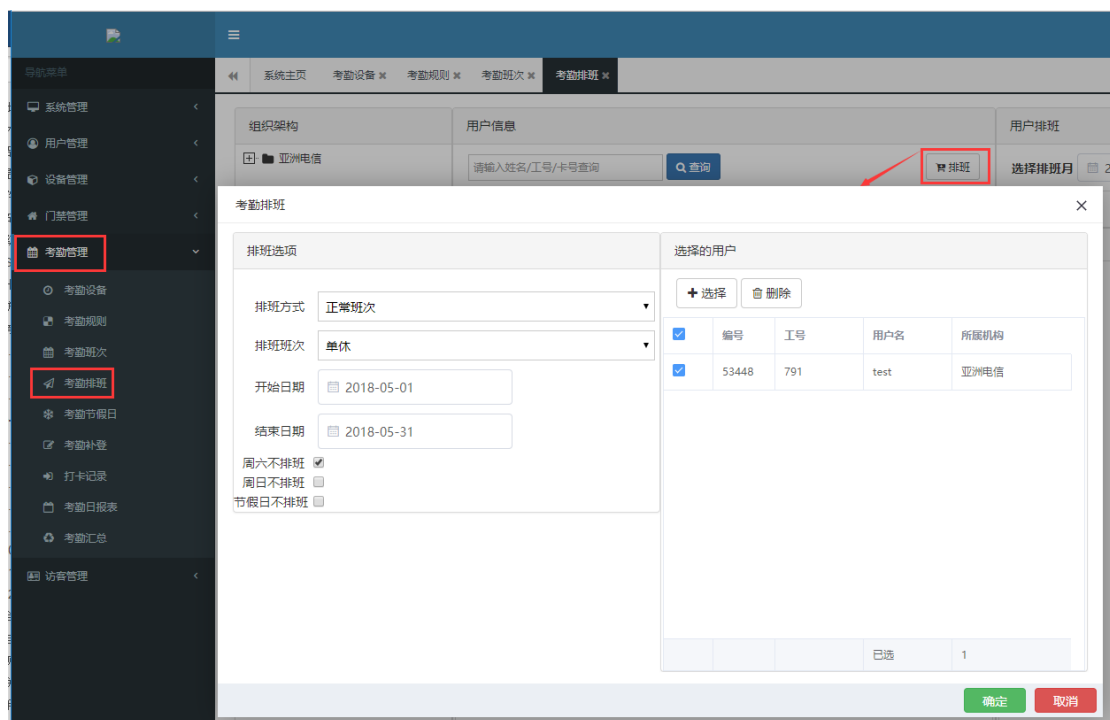 导航菜单
系统管理
用户管理
设备管理
门禁管理
考勤管理
考勤设备
考勤规则
考勤班次
考勤排班
考勤节假日
考勤补登
打卡记录
考勤日报表
考勤汇总
访客管理
系统主页 考勤设备 考勤规则 考勤班次 考勤排班
组织架构 用户信息 用户排班
亚洲电信 请输入姓名/工号/卡号查询 查询 排班 选择排班月 2
考勤排班
排班选项
排班方式 正常班次
排班班次 单休
开始日期 2018-05-01
结束日期 2018-05-31
周六不排班
周日不排班
节假日不排班
选择的用户
选择 删除
编号 工号 用户名 所属机构
53448 791 test 亚洲电信
已选 1
确定 取消